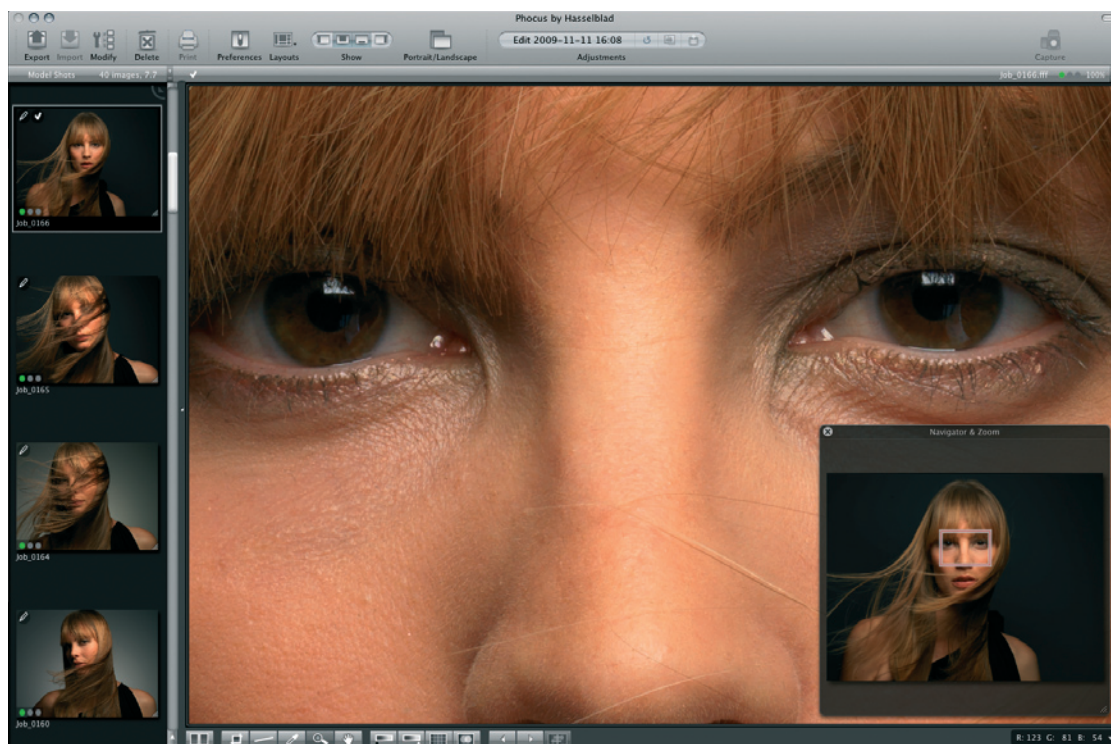 Phocus by Hasselblad
Edit 2009-11-11 16:08
Export Import Modify Delete Print Preferences Layouts Show Portrait/Landscape Adjustments Capture
Model Shots 40 images, 7.7
Job_0166.fff 100%
Job_0166
Job_0165
Job_0164
Job_0160
Navigator & Zoom
R: 123 G: 81 B: 54